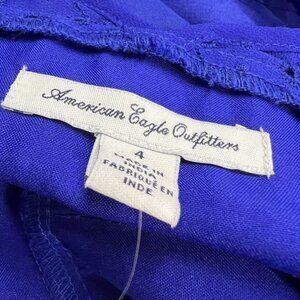 American Eagle Outfitters
4
MADE IN
INDIA
FABRIQUÉ EN
INDE